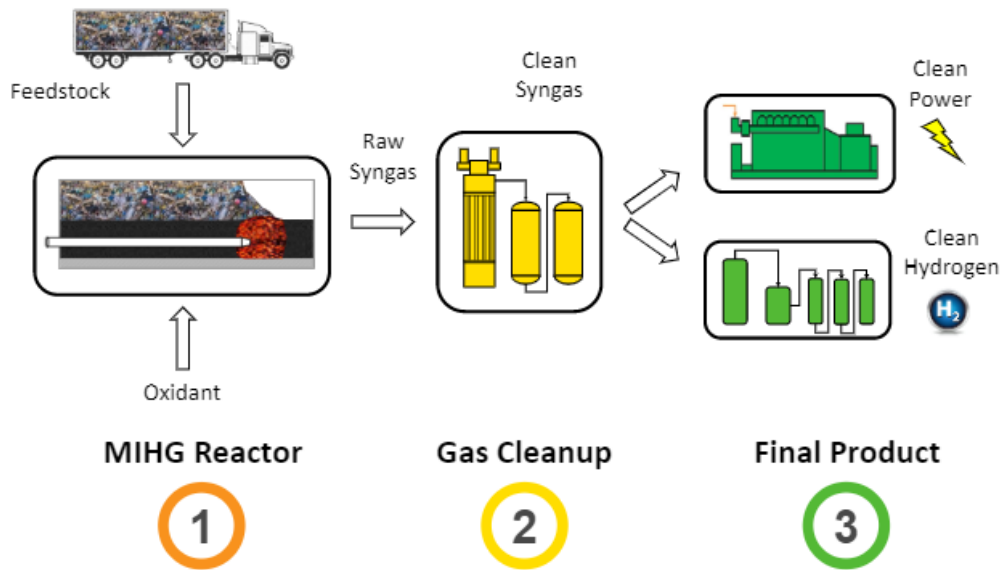 Feedstock
Raw
Syngas
Clean
Syngas
Clean
Power
Clean
Hydrogen
H2
Oxidant
MIHG Reactor
Gas Cleanup
Final Product
1
2
3